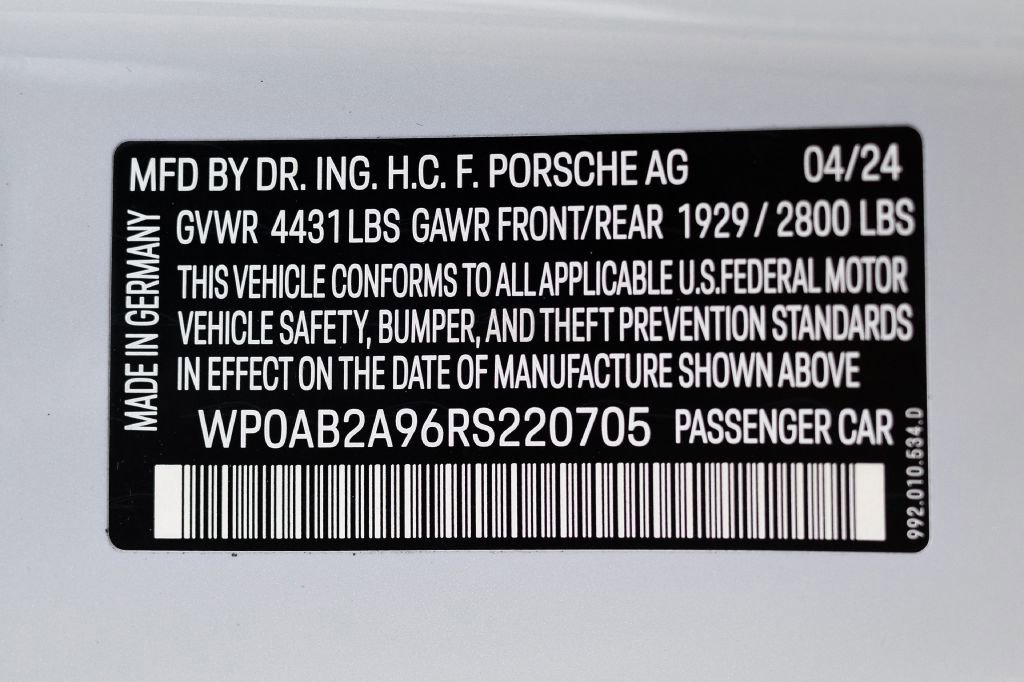 MFD BY DR. ING. H.C. F. PORSCHE AG 04/24
GVWR 4431 LBS GAWR FRONT/REAR 1929 / 2800 LBS
THIS VEHICLE CONFORMS TO ALL APPLICABLE U.S. FEDERAL MOTOR
VEHICLE SAFETY, BUMPER, AND THEFT PREVENTION STANDARDS
IN EFFECT ON THE DATE OF MANUFACTURE SHOWN ABOVE
WP0AB2A96RS220705 PASSENGER CAR
MADE IN GERMANY
992.010.534.0